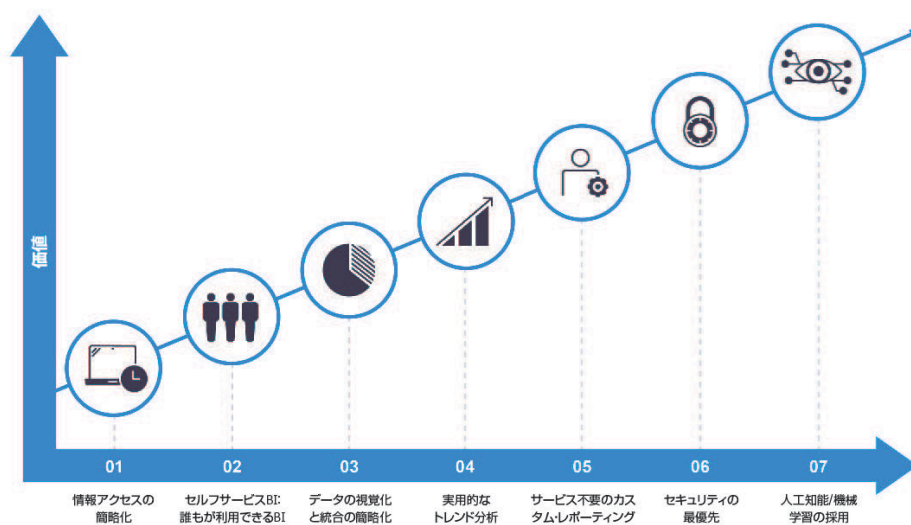 価値
01
02
03
04
05
06
07
情報アクセスの
簡略化
セルフサービスBI:
誰もが利用できるBI
データの視覚化
と統合の簡略化
実用的な
トレンド分析
サービス不要のカス
タム・レポーティング
セキュリティの
最優先
人工知能/機械
学習の採用